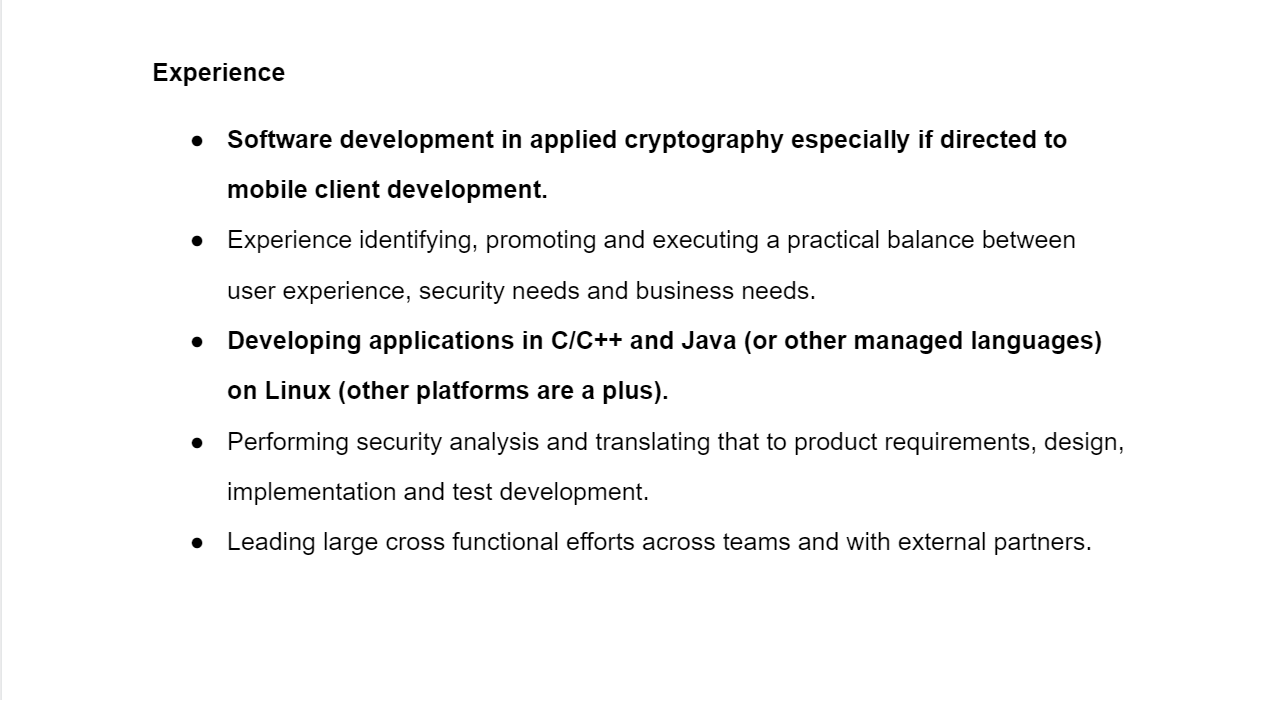 Experience
● Software development in applied cryptography especially if directed to
mobile client development.
● Experience identifying, promoting and executing a practical balance between
user experience, security needs and business needs.
● Developing applications in C/C++ and Java (or other managed languages)
on Linux (other platforms are a plus).
● Performing security analysis and translating that to product requirements, design,
implementation and test development.
● Leading large cross functional efforts across teams and with external partners.